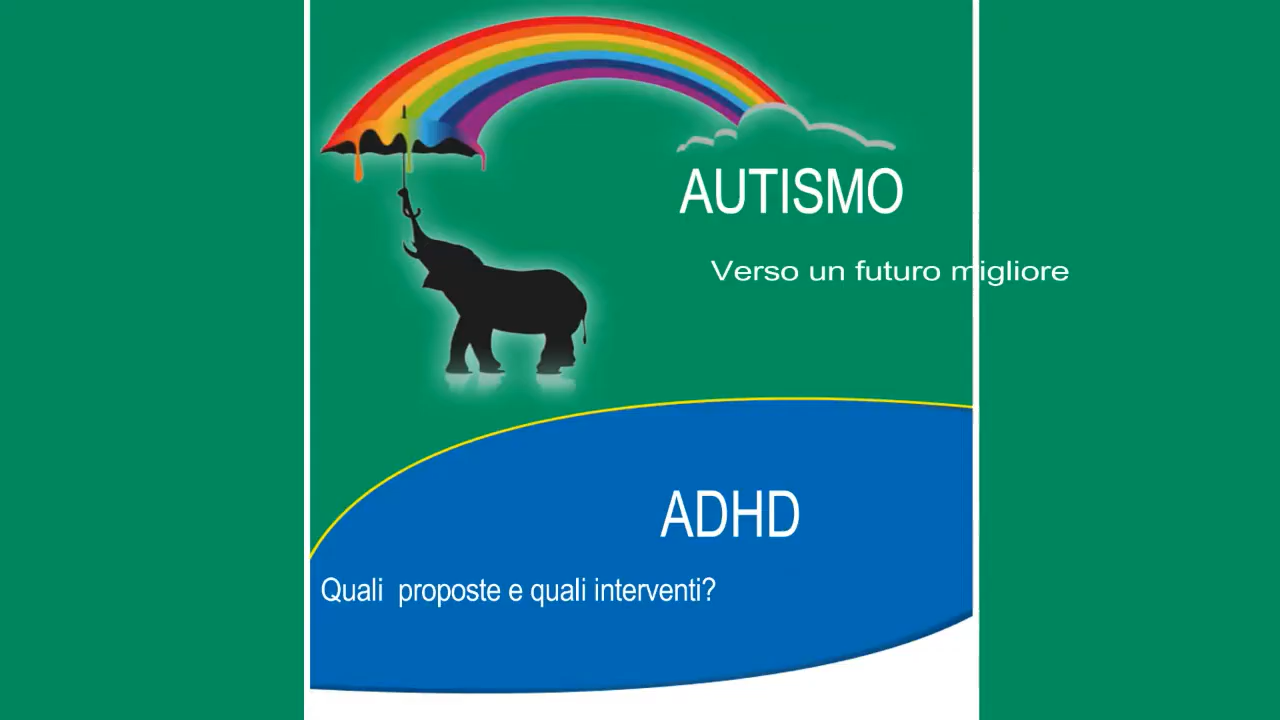 AUTISMO
Verso un futuro migliore
ADHD
Quali  proposte e quali interventi?